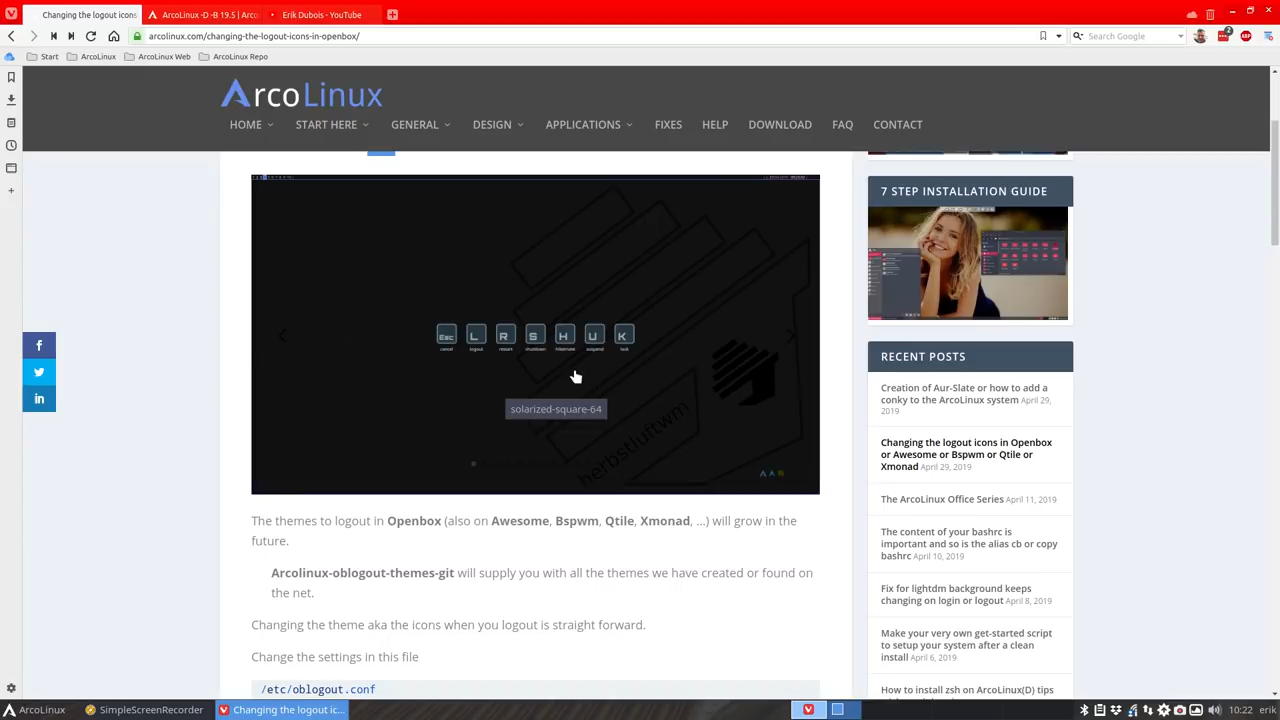 Changing the logout icons
ArcoLinux -D -B 19.5 | Arco
Erik Dubois - YouTube
arcolinux.com/changing-the-logout-icons-in-openbox/
Search Google
2
ABP
Start
ArcoLinux
ArcoLinux Web
ArcoLinux Repo
ArcoLinux
HOME
START HERE
GENERAL
DESIGN
APPLICATIONS
FIXES
HELP
DOWNLOAD
FAQ
CONTACT
Esc
L
R
S
H
U
K
cancel
logout
restart
shutdown
hibernate
suspend
lock
solarized-square-64
herbstluftwm
The themes to logout in Openbox (also on Awesome, Bspwm, Qtile, Xmonad, ...) will grow in the
future.
Arcolinux-oblogout-themes-git will supply you with all the themes we have created or found on
the net.
Changing the theme aka the icons when you logout is straight forward.
Change the settings in this file
/etc/oblogout.conf
7 STEP INSTALLATION GUIDE
RECENT POSTS
Creation of Aur-Slate or how to add a
conky to the ArcoLinux system April 29,
2019
Changing the logout icons in Openbox
or Awesome or Bspwm or Qtile or
Xmonad April 29, 2019
The ArcoLinux Office Series April 11, 2019
The content of your bashrc is
important and so is the alias cb or copy
bashrc April 10, 2019
Fix for lightdm background keeps
changing on login or logout April 8, 2019
Make your very own get-started script
to setup your system after a clean
install April 6, 2019
How to install zsh on ArcoLinux(D) tips
ArcoLinux
SimpleScreenRecorder
Changing the logout ic...
10:22
erik